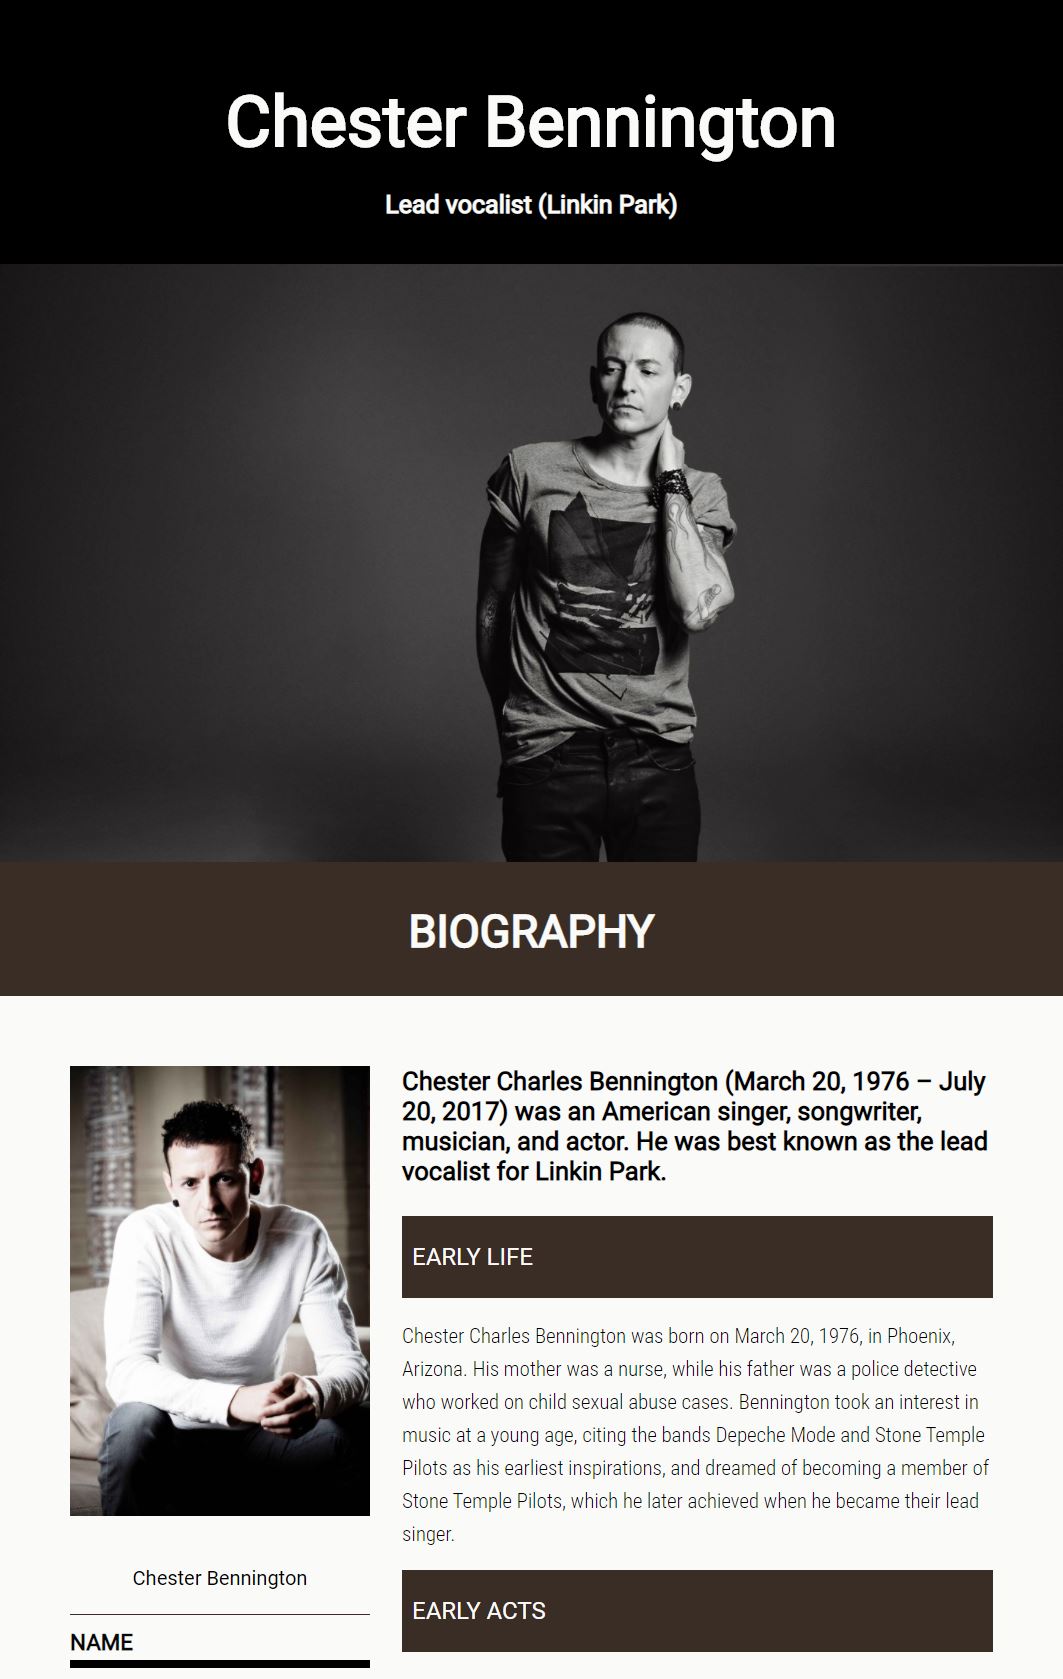 Chester Bennington
Lead vocalist (Linkin Park)
BIOGRAPHY
Chester Charles Bennington (March 20, 1976 – July
20, 2017) was an American singer, songwriter,
musician, and actor. He was best known as the lead
vocalist for Linkin Park.
EARLY LIFE
Chester Charles Bennington was born on March 20, 1976, in Phoenix,
Arizona. His mother was a nurse, while his father was a police detective
who worked on child sexual abuse cases. Bennington took an interest in
music at a young age, citing the bands Depeche Mode and Stone Temple
Pilots as his earliest inspirations, and dreamed of becoming a member of
Stone Temple Pilots, which he later achieved when he became their lead
singer.
EARLY ACTS
Chester Bennington
NAME